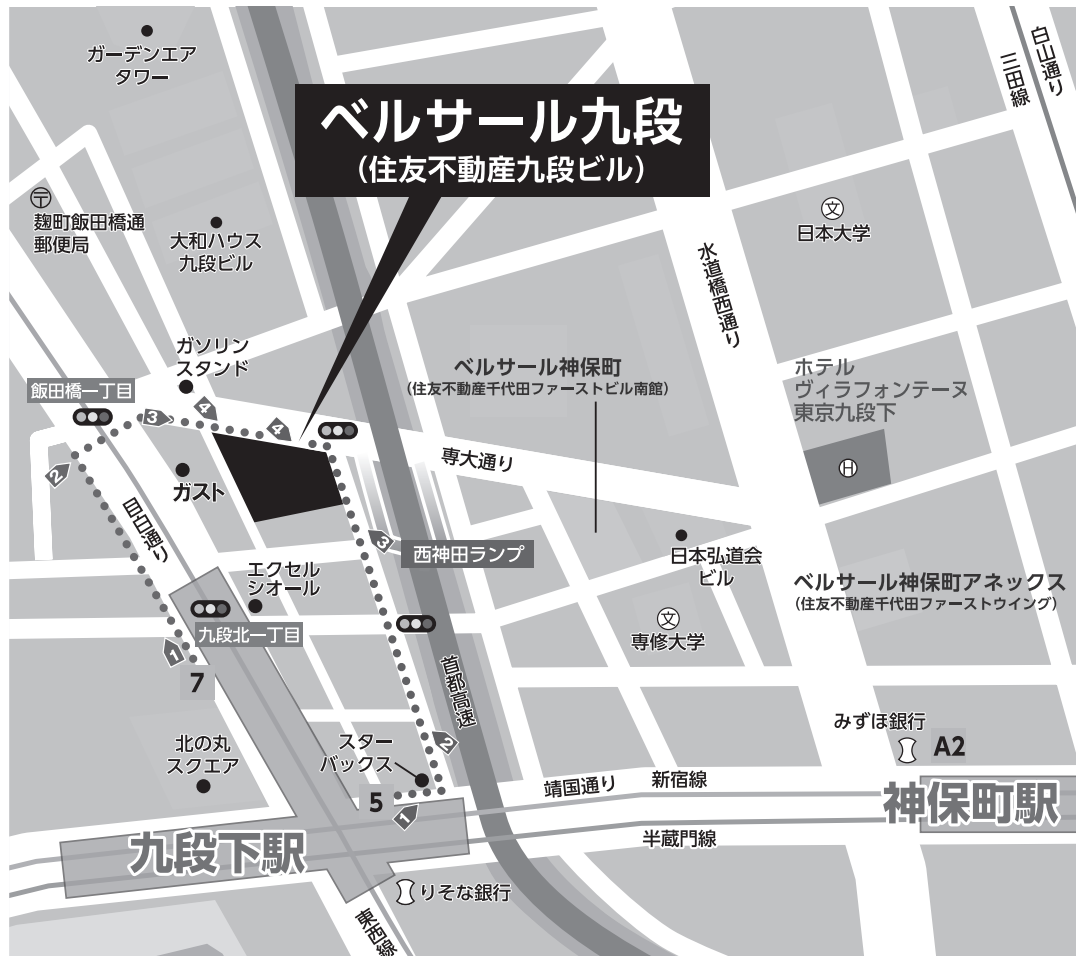 ガーデンエア
タワー
ベルサール九段
（住友不動産九段ビル）
白山通り
三田線
〒
麹町飯田橋通
郵便局
大和ハウス
九段ビル
文
日本大学
水道橋西通り
ガソリン
スタンド
ベルサール神保町
（住友不動産千代田ファーストビル南館）
ホテル
ヴィラフォンテーヌ
東京九段下
H
飯田橋一丁目
3
4
4
2
ガスト
専大通り
目白通り
3
西神田ランプ
日本弘道会
ビル
エクセル
シオール
ベルサール神保町アネックス
（住友不動産千代田ファーストウイング）
九段北一丁目
文
専修大学
1
7
首都高速
北の丸
スクエア
スター
バックス
2
5
1
みずほ銀行
A2
靖国通り
新宿線
神保町駅
半蔵門線
九段下駅
りそな銀行
東西線